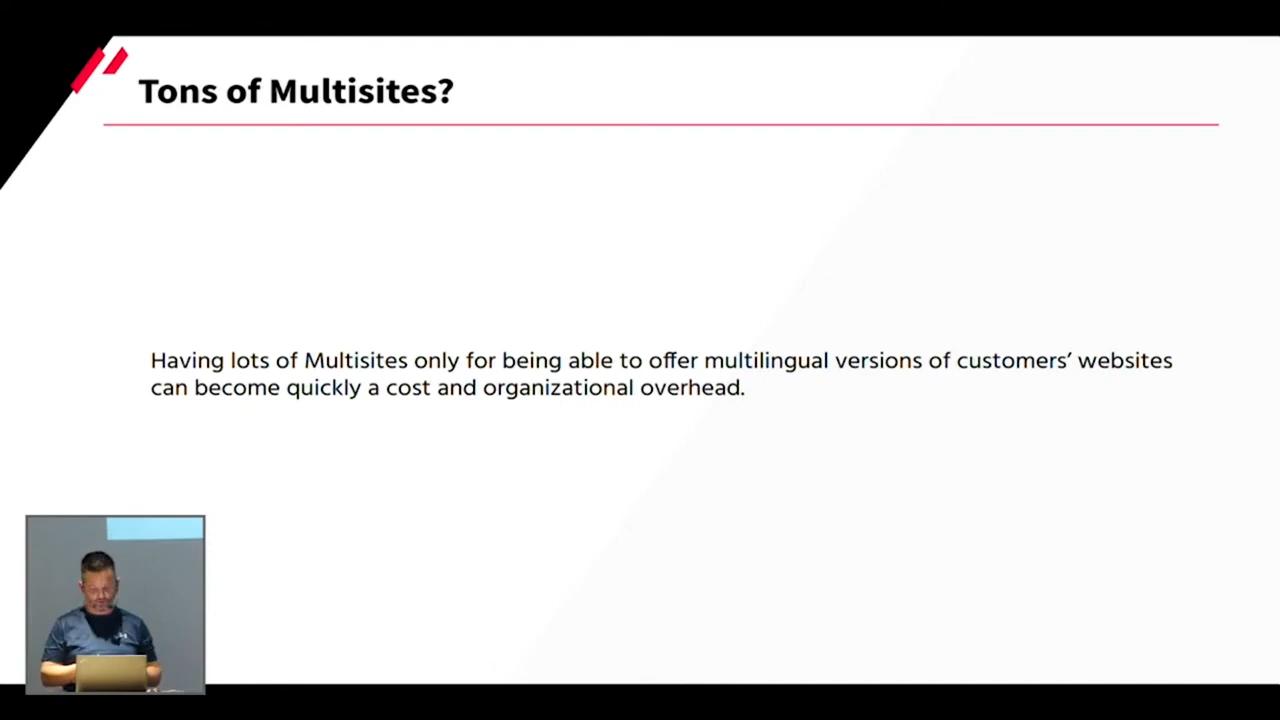 Tons of Multisites?
Having lots of Multisites only for being able to offer multilingual versions of customers’ websites
can become quickly a cost and organizational overhead.